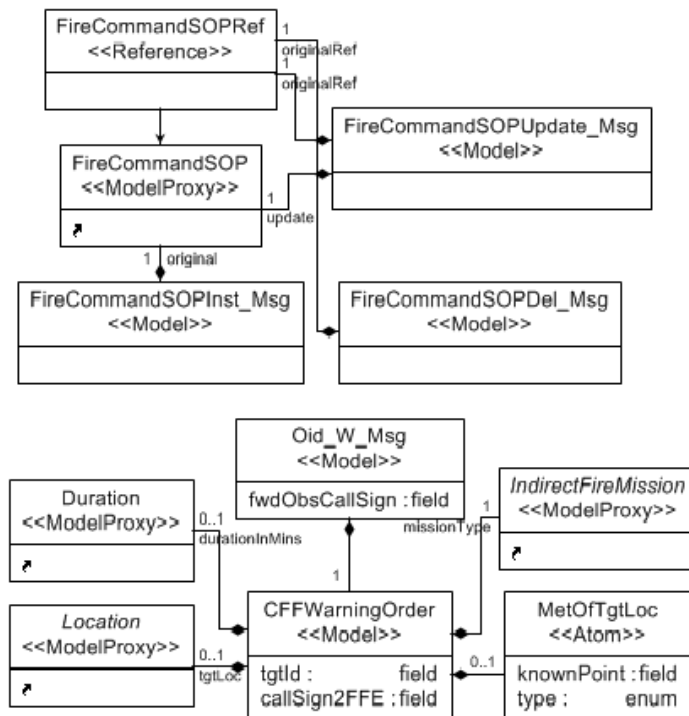 FireCommandSOPRef
<<Reference>>
1
originalRef
1
originalRef
FireCommandSOPUpdate_Msg
<<Model>>
FireCommandSOP
<<ModelProxy>>
1
update
1 original
FireCommandSOPInst_Msg
<<Model>>
FireCommandSOPDel_Msg
<<Model>>
Oid_W_Msg
<<Model>>
fwdObsCallSign : field
Duration
<<ModelProxy>>
0..1
durationInMins
IndirectFireMission
<<ModelProxy>>
1
missionType
1
Location
<<ModelProxy>>
0..1
tgtLoc
CFFWarningOrder
<<Model>>
tgtId : field
callSign2FFE : field
0..1
MetOfTgtLoc
<<Atom>>
knownPoint : field
type : enum